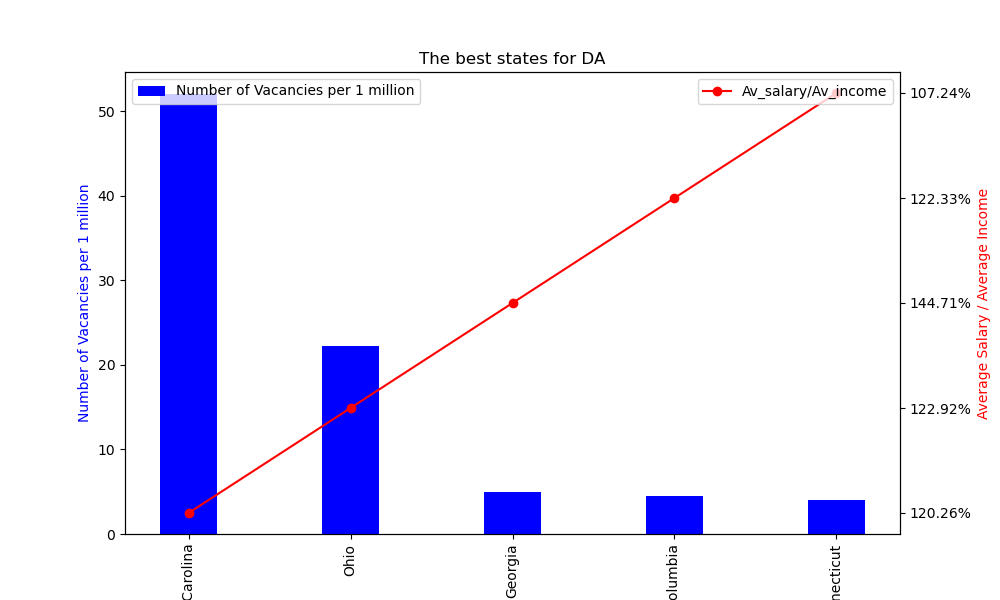 The best states for DA
Number of Vacancies per 1 million
Av_salary/Av_income
Number of Vacancies per 1 million
50
40
30
20
10
0
107.24%
122.33%
144.71%
122.92%
120.26%
Average Salary / Average Income
Carolina
Ohio
Georgia
olumbia
necticut